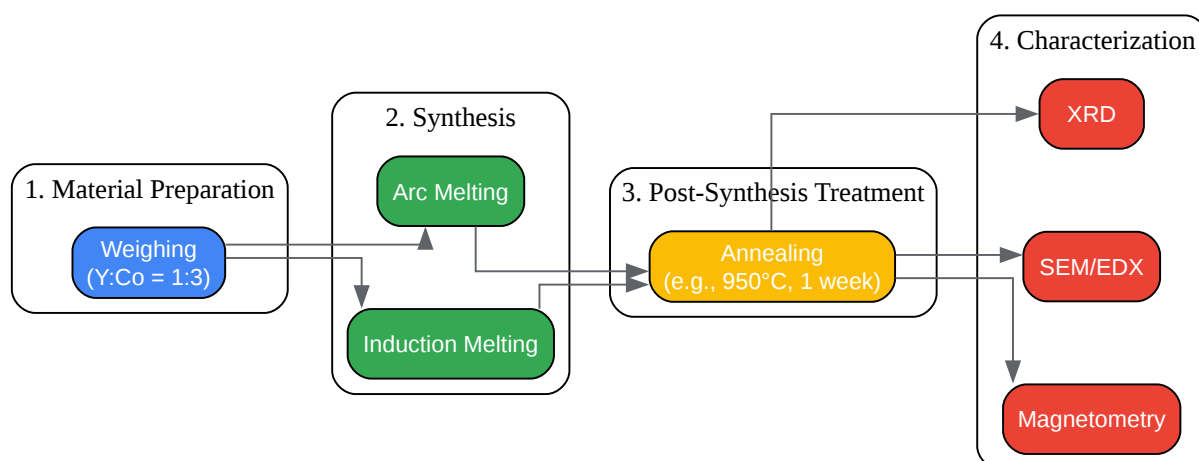 1. Material Preparation
Weighing
(Y:Co = 1:3)
2. Synthesis
Arc Melting
Induction Melting
3. Post-Synthesis Treatment
Annealing
(e.g., 950°C, 1 week)
4. Characterization
XRD
SEM/EDX
Magnetometry